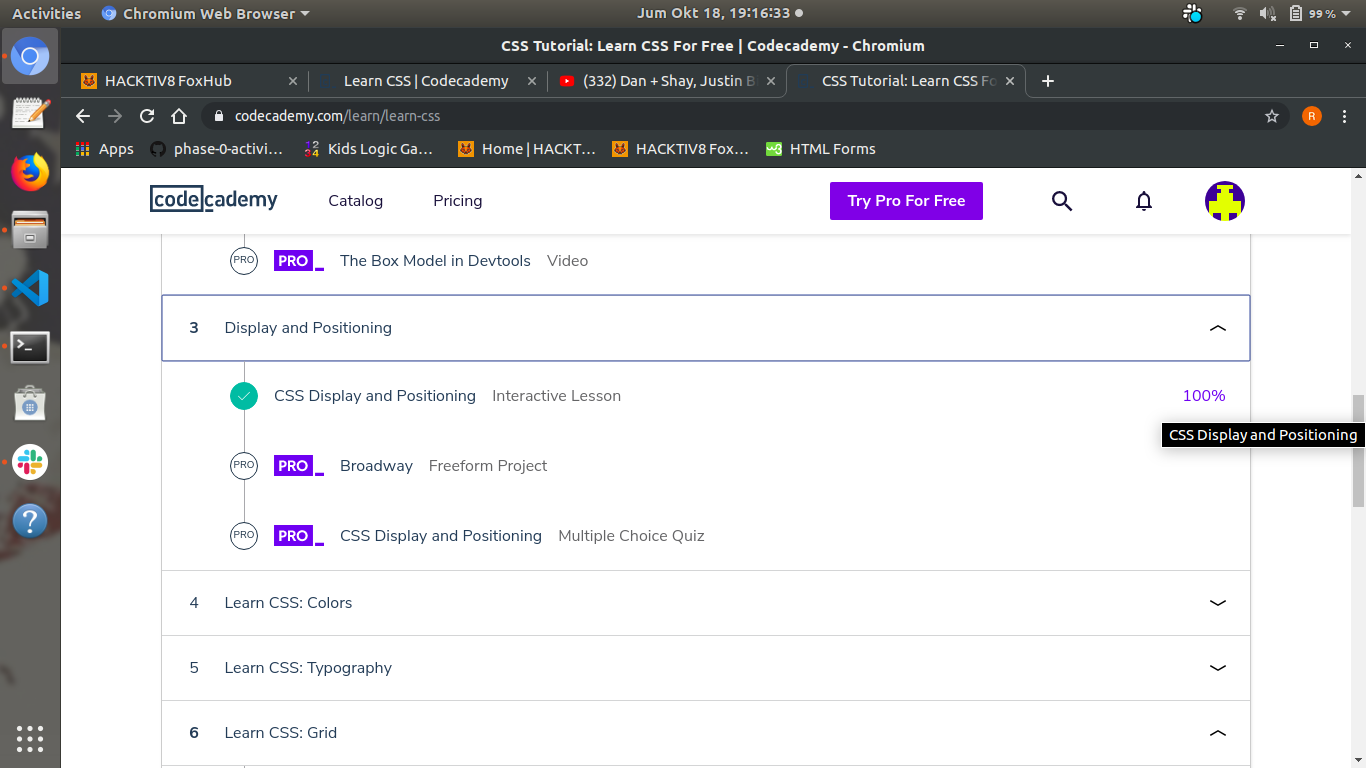 Activities Chromium Web Browser Jum Okt 18, 19:16:33 99 %
CSS Tutorial: Learn CSS For Free | Codecademy - Chromium
HACKTIV8 FoxHub Learn CSS | Codecademy (332) Dan + Shay, Justin B CSS Tutorial: Learn CSS Fo
codecademy.com/learn/learn-css R
Apps phase-0-activi... Kids Logic Ga... Home | HACKT... HACKTIV8 Fox... HTML Forms
codecademy Catalog Pricing Try Pro For Free
PRO PRO_ The Box Model in Devtools Video
3 Display and Positioning
CSS Display and Positioning Interactive Lesson 100%
CSS Display and Positioning
PRO PRO_ Broadway Freeform Project
PRO PRO_ CSS Display and Positioning Multiple Choice Quiz
4 Learn CSS: Colors
5 Learn CSS: Typography
6 Learn CSS: Grid